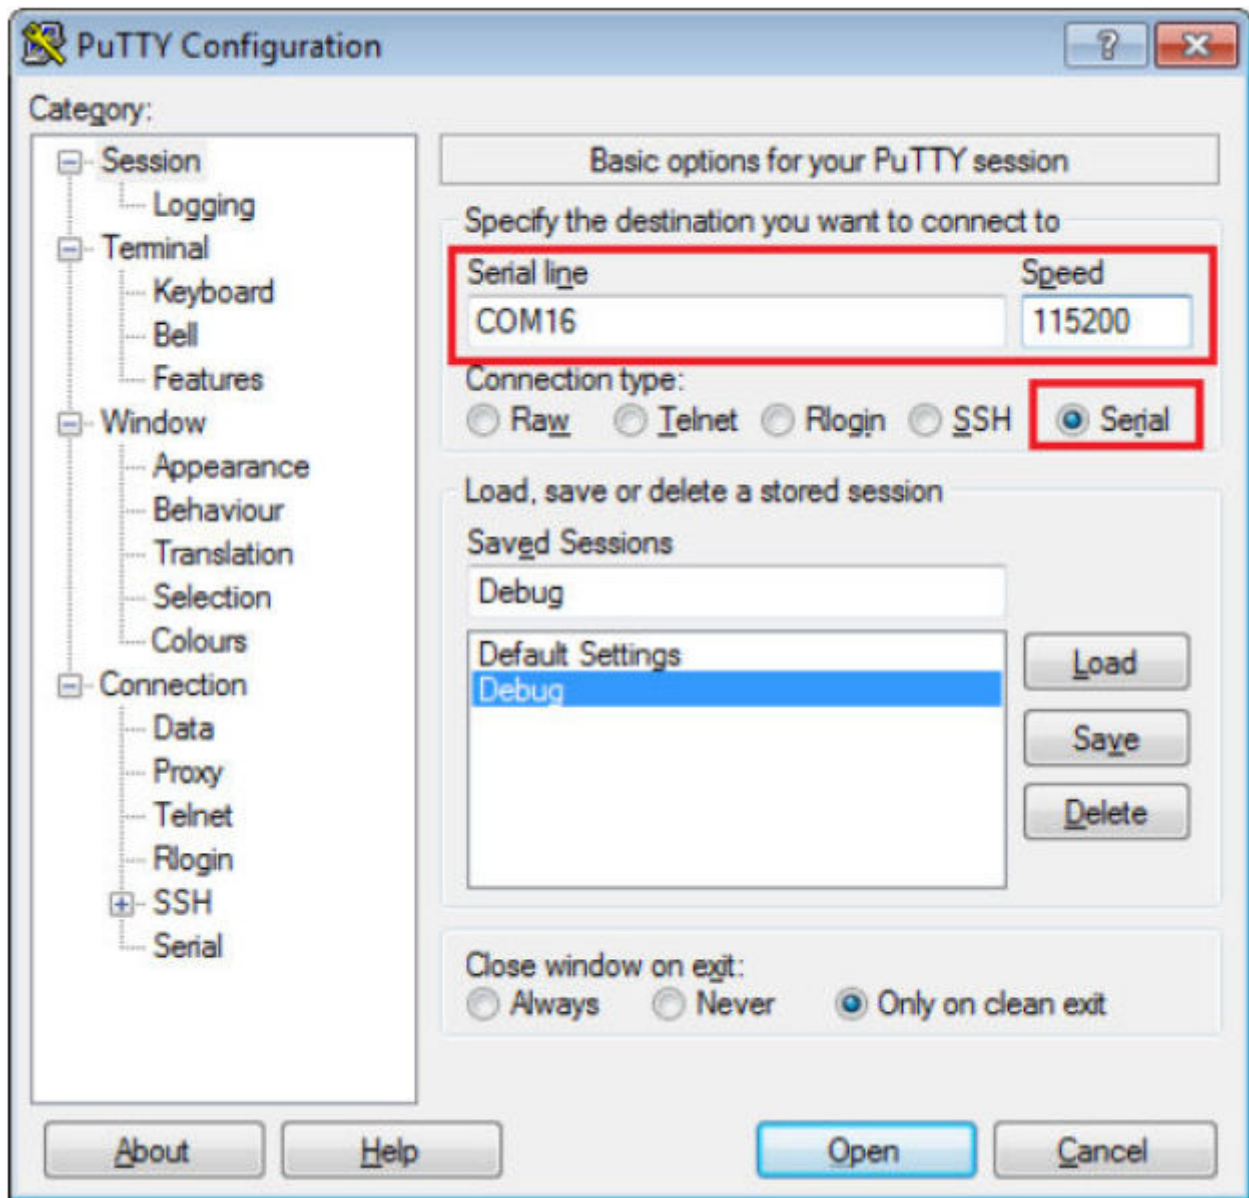 PuTTY Configuration
Category:
Session
Logging
Terminal
Keyboard
Bell
Features
Window
Appearance
Behaviour
Translation
Selection
Colours
Connection
Data
Proxy
Telnet
Rlogin
SSH
Serial
Basic options for your PuTTY session
Specify the destination you want to connect to
Serial line Speed
COM16 115200
Connection type:
Raw Telnet Rlogin SSH Serial
Load, save or delete a stored session
Saved Sessions
Debug
Default Settings
Debug
Load
Save
Delete
Close window on exit:
Always Never Only on clean exit
About Help Open Cancel